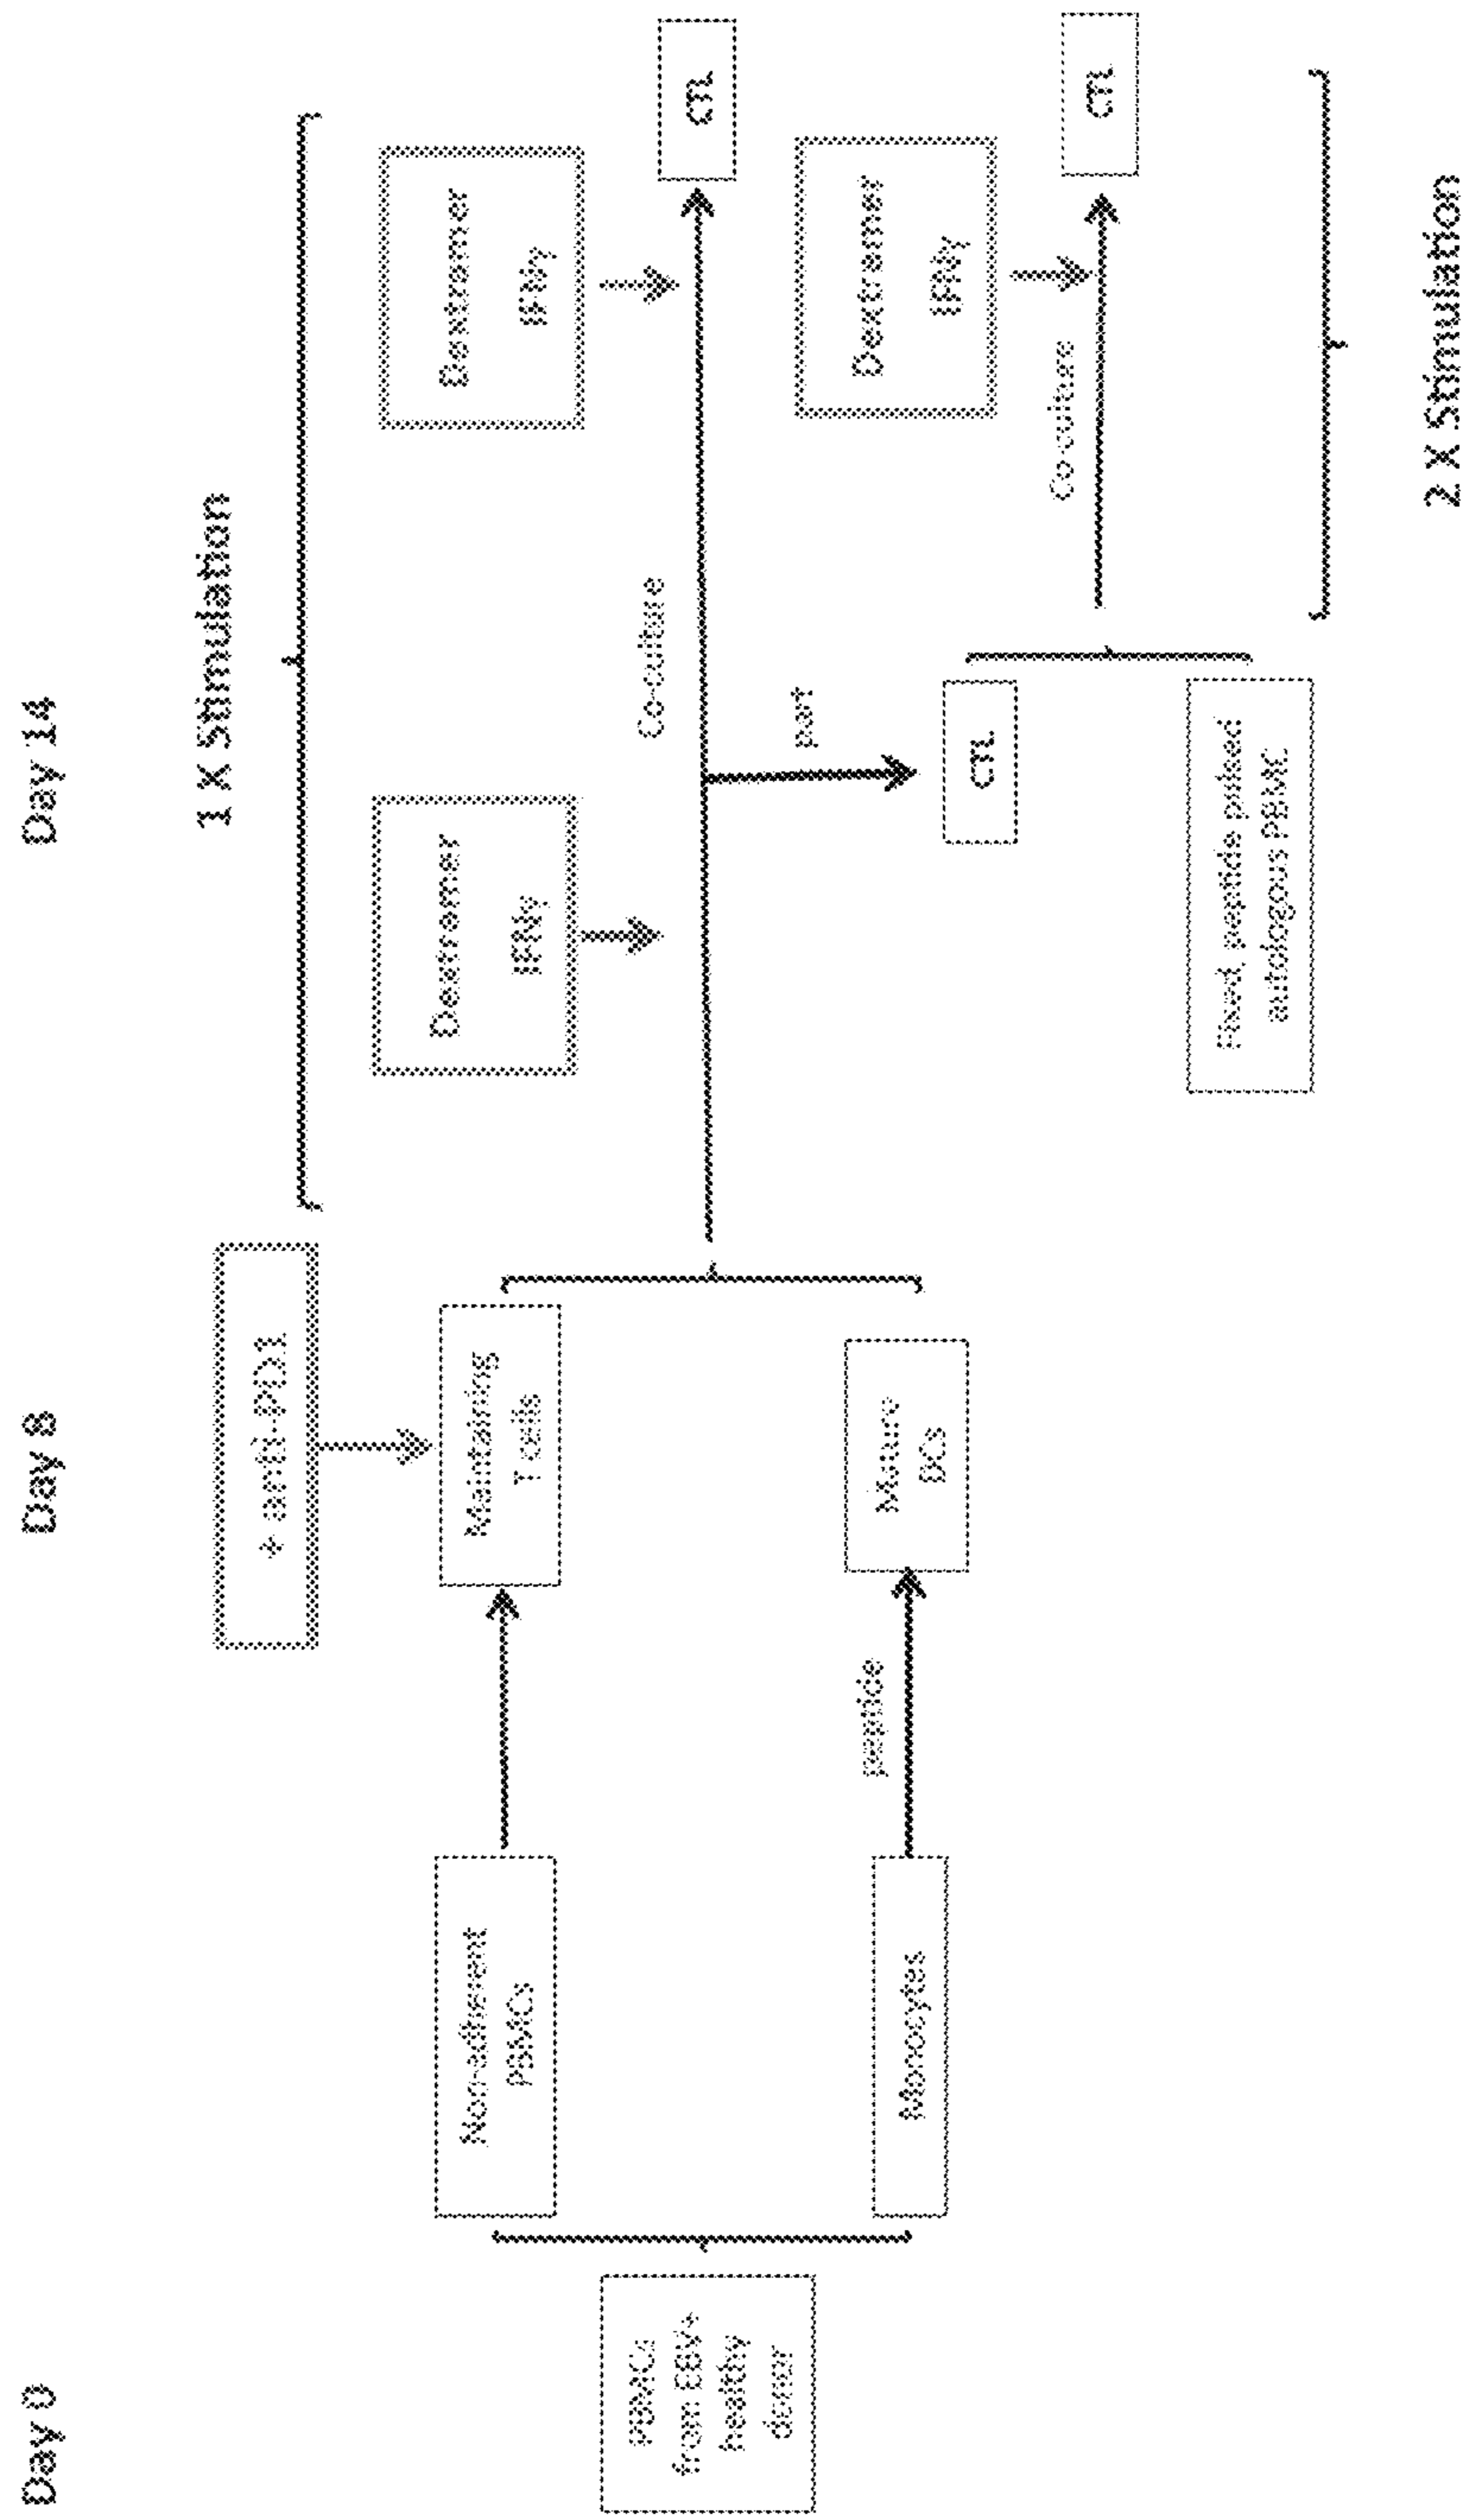 Day 0
Day 8
Day 14
1 X Stimulation
+ anti-PD1
PBMCs
from EBV+
healthy
donor
Non-adherent
PBMCs
Monocytes
peptide
Maintaining
T cells
Mature
DCs
Dextramer
IFNγ
Dextramer
IFNγ
Co-culture
CTL
part
CTL
Fixed, peptide pulsed
autologous PBMC
Dextramer
IFNγ
Co-culture
CTL
2 X Stimulation